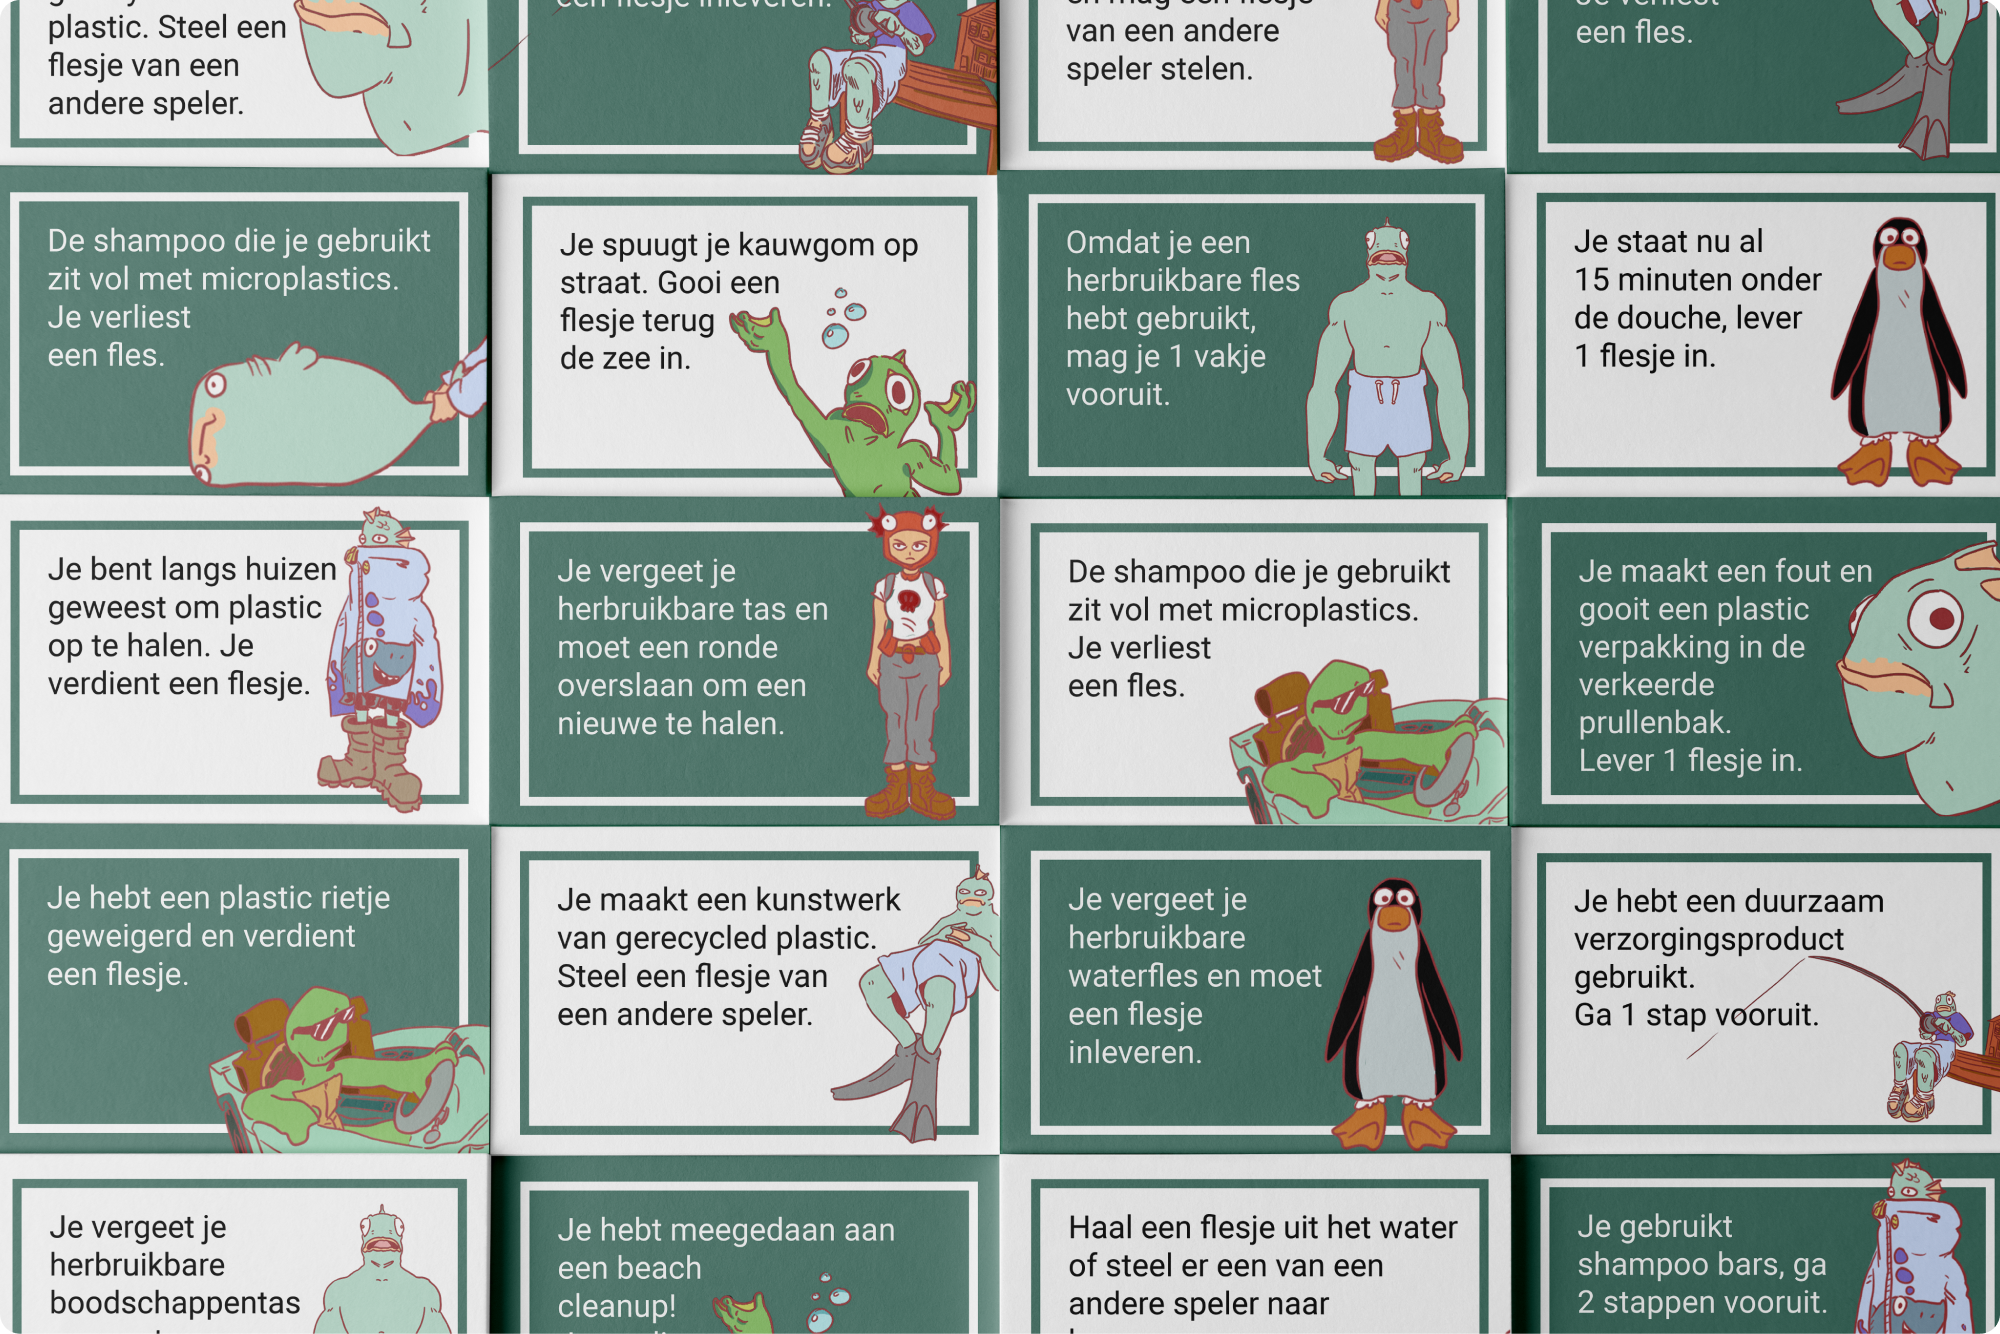 plastic. Steel een
flesje van een
andere speler.
een flesje inleveren.
van een andere
speler stelen.
Je verliest
een fles.
De shampoo die je gebruikt
zit vol met microplastics.
Je verliest
een fles.
Je spuugt je kauwgom op
straat. Gooi een
flesje terug
de zee in.
Omdat je een
herbruikbare fles
hebt gebruikt,
mag je 1 vakje
vooruit.
Je staat nu al
15 minuten onder
de douche, lever
1 flesje in.
Je bent langs huizen
geweest om plastic
op te halen. Je
verdient een flesje.
Je vergeet je
herbruikbare tas en
moet een ronde
overslaan om een
nieuwe te halen.
De shampoo die je gebruikt
zit vol met microplastics.
Je verliest
een fles.
Je maakt een fout en
gooit een plastic
verpakking in de
verkeerde
prullenbak.
Lever 1 flesje in.
Je hebt een plastic rietje
geweigerd en verdient
een flesje.
Je maakt een kunstwerk
van gerecycled plastic.
Steel een flesje van
een andere speler.
Je vergeet je
herbruikbare
waterfles en moet
een flesje
inleveren.
Je hebt een duurzaam
verzorgingsproduct
gebruikt.
Ga 1 stap vooruit.
Je vergeet je
herbruikbare
boodschappentas
Je hebt meegedaan aan
een beach
cleanup!
Haal een flesje uit het water
of steel er een van een
andere speler naar
Je gebruikt
shampoo bars, ga
2 stappen vooruit.